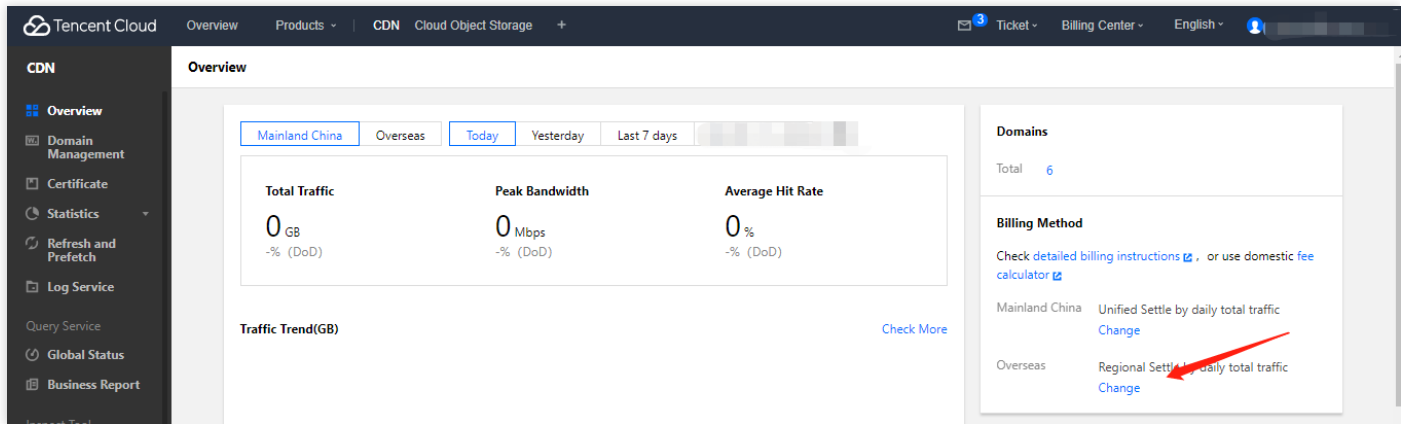 Tencent Cloud Overview Products CDN Cloud Object Storage + 3 Ticket Billing Center English
CDN
Overview
Overview
Domain
Management
Certificate
Statistics
Refresh and
Prefetch
Log Service
Query Service
Global Status
Business Report
Inspect Tool
Mainland China Overseas Today Yesterday Last 7 days
Total Traffic Peak Bandwidth Average Hit Rate
0 GB 0 Mbps 0 %
-% (DoD) -% (DoD) -% (DoD)
Traffic Trend(GB) Check More
Domains
Total 6
Billing Method
Check detailed billing instructions , or use domestic fee
calculator
Mainland China Unified Settle by daily total traffic
Change
Overseas Regional Settle by daily total traffic
Change